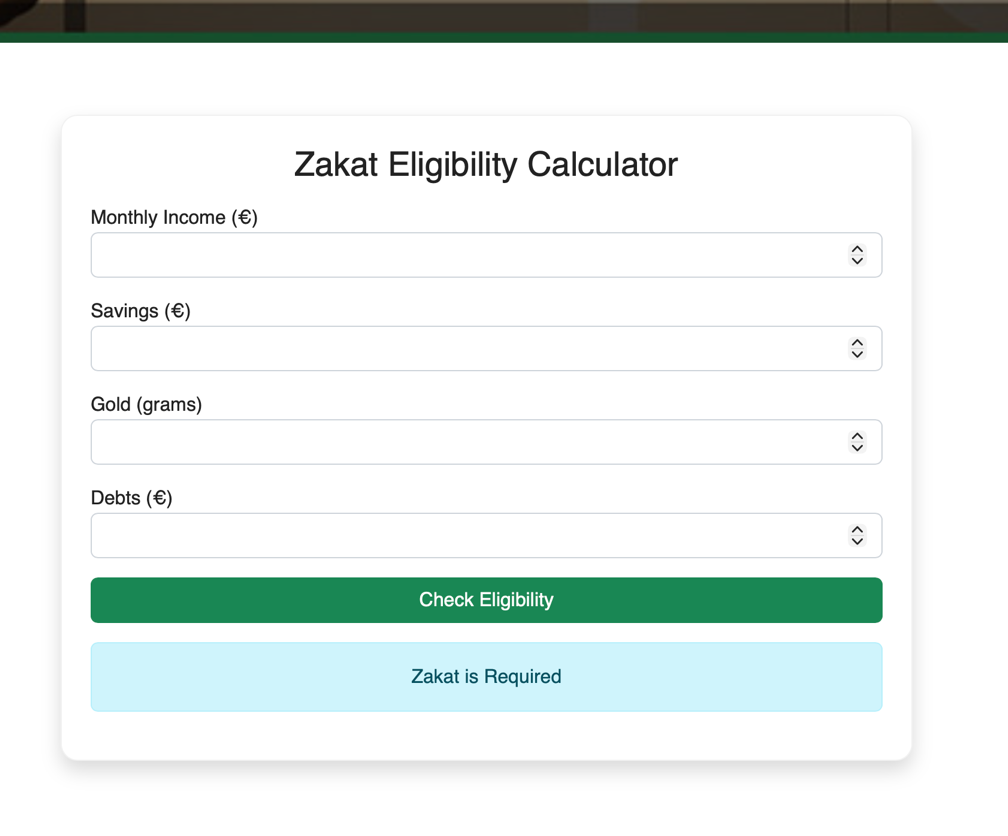 Zakat Eligibility Calculator
Monthly Income (€)
Savings (€)
Gold (grams)
Debts (€)
Check Eligibility
Zakat is Required